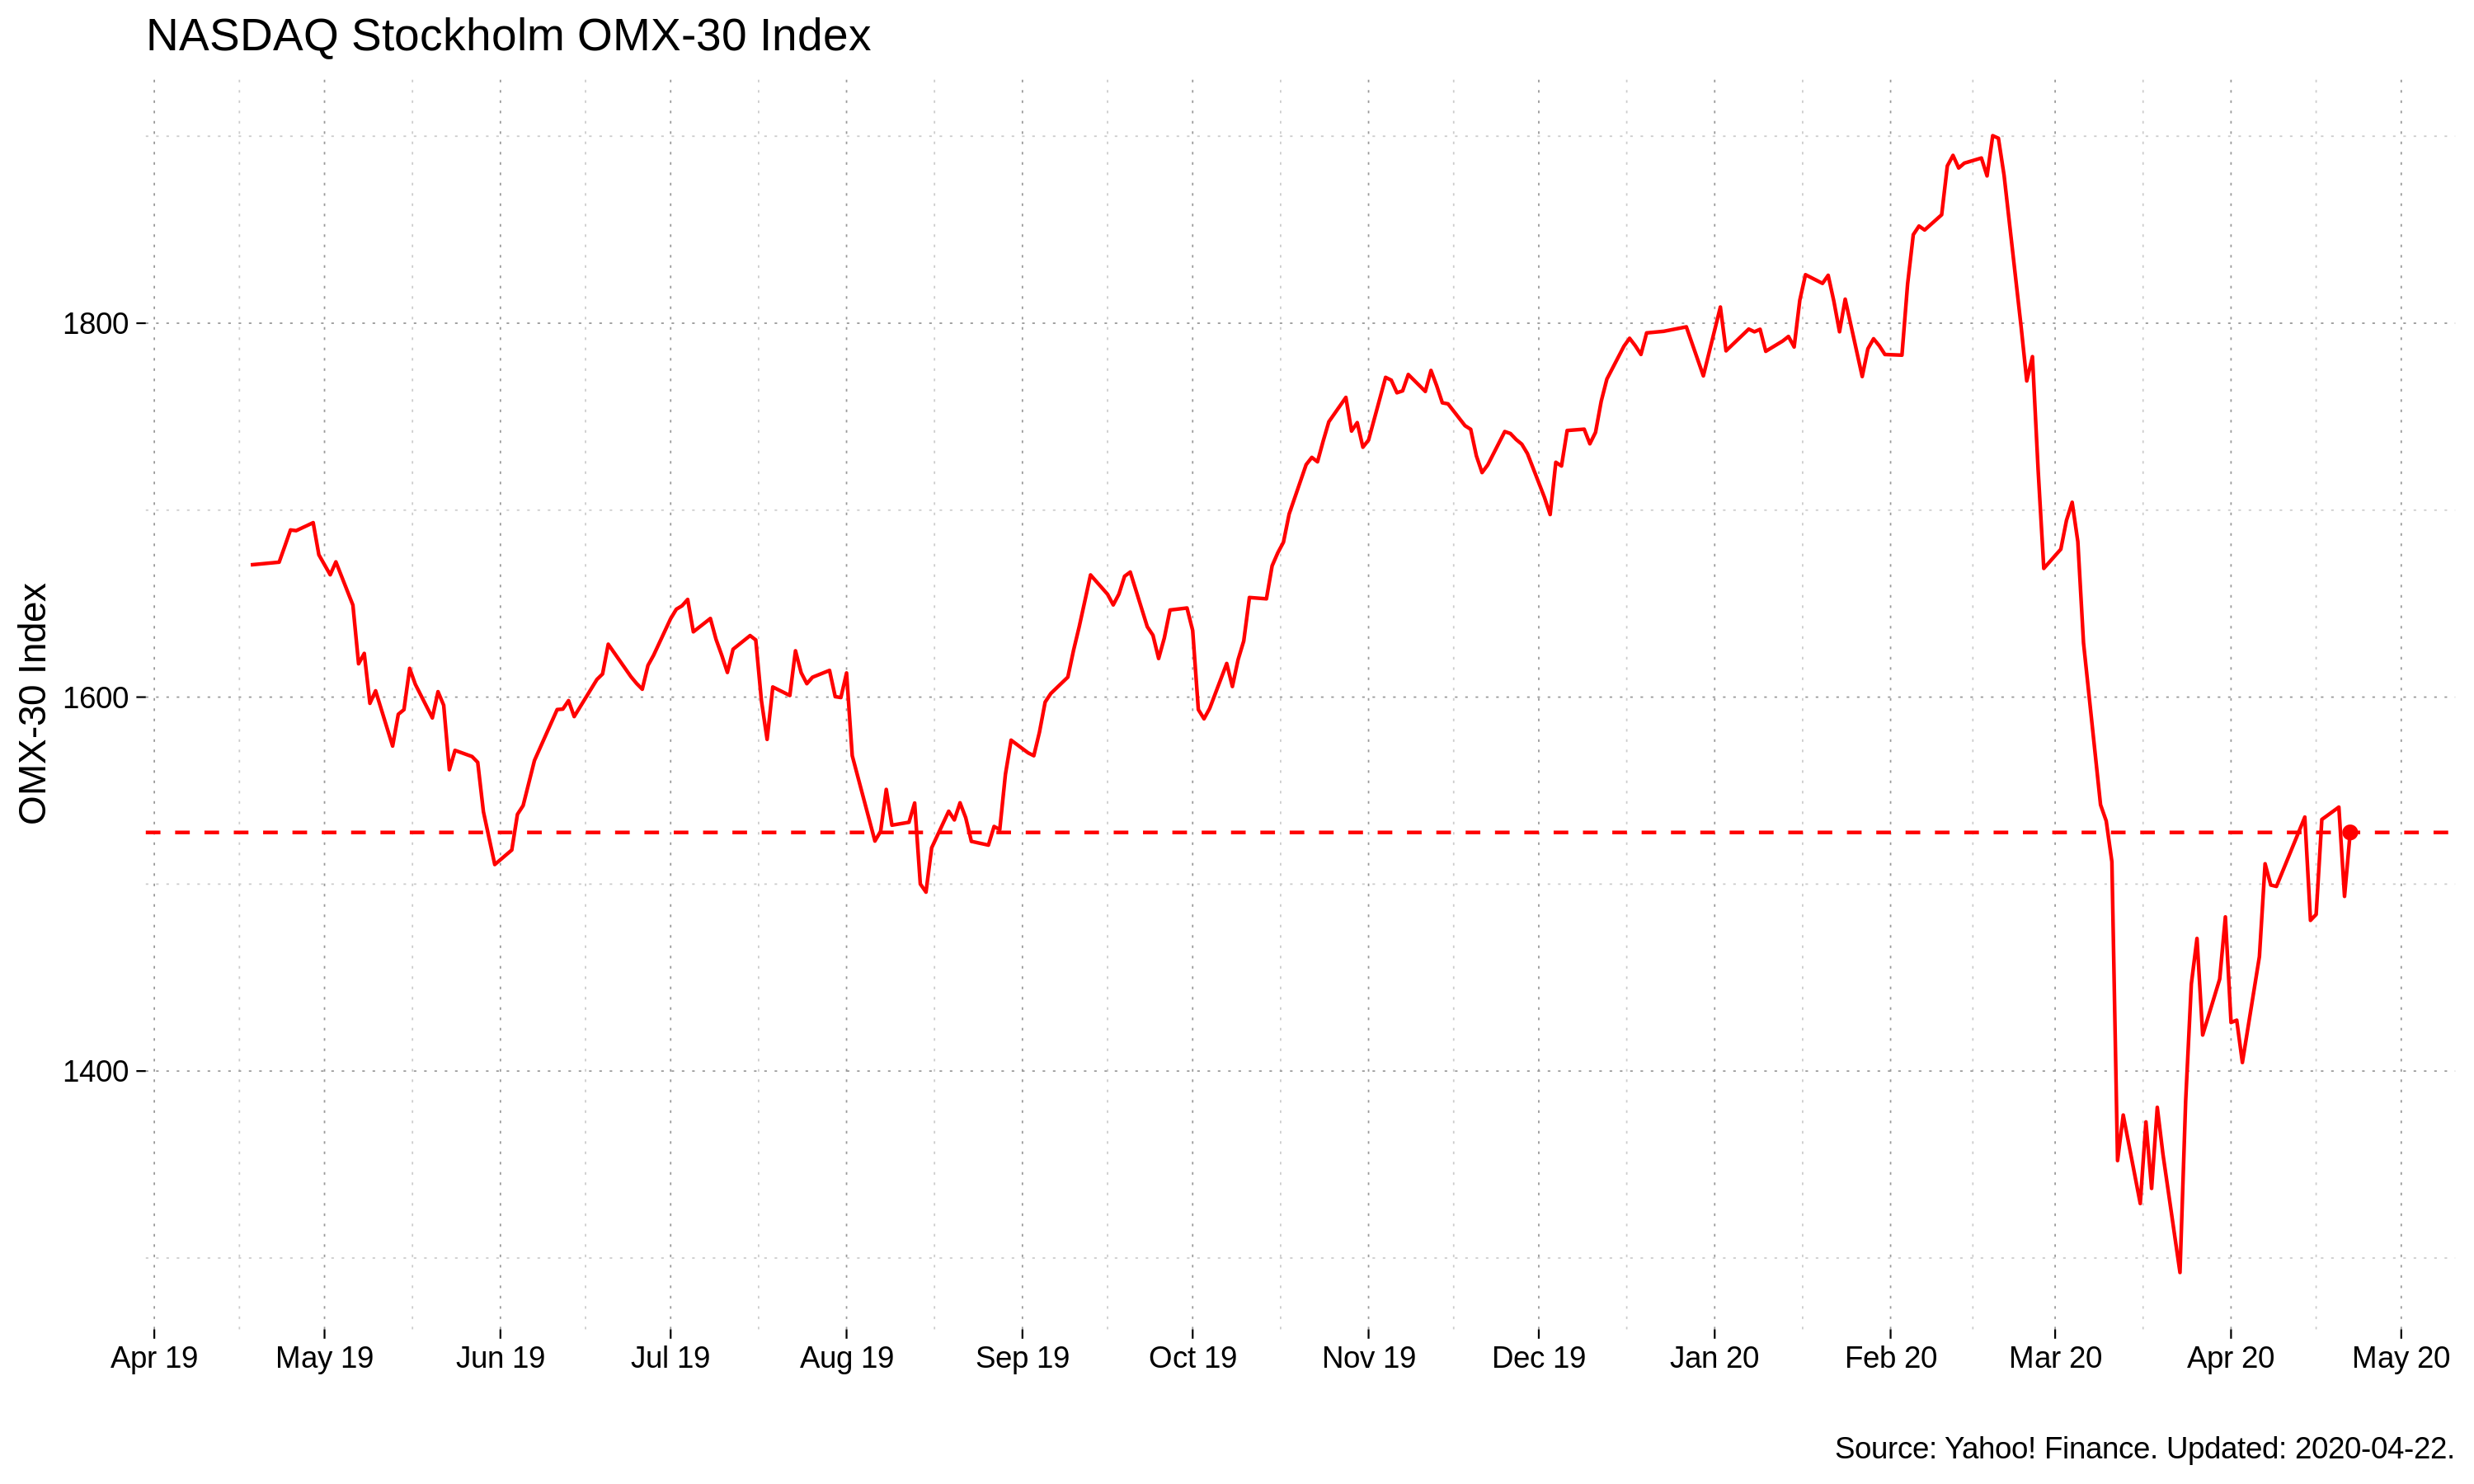 NASDAQ Stockholm OMX-30 Index
OMX-30 Index
1800
1600
1400
Apr 19 May 19 Jun 19 Jul 19 Aug 19 Sep 19 Oct 19 Nov 19 Dec 19 Jan 20 Feb 20 Mar 20 Apr 20 May 20
Source: Yahoo! Finance. Updated: 2020-04-22.